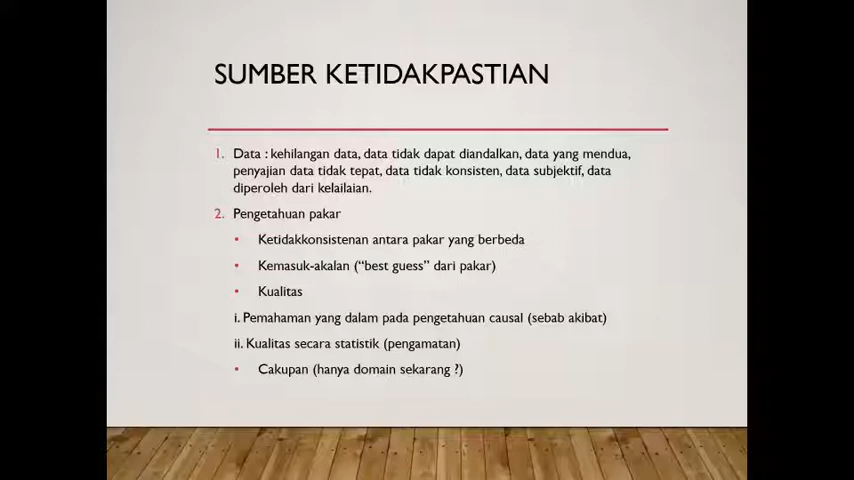 SUMBER KETIDAKPASTIAN
1. Data : kehilangan data, data tidak dapat diandalkan, data yang mendua,
penyajian data tidak tepat, data tidak konsisten, data subjektif, data
diperoleh dari kelailaian.
2. Pengetahuan pakar
• Ketidakkonsistenan antara pakar yang berbeda
• Kemasuk-akalan (“best guess” dari pakar)
• Kualitas
i. Pemahaman yang dalam pada pengetahuan causal (sebab akibat)
ii. Kualitas secara statistik (pengamatan)
• Cakupan (hanya domain sekarang ?)